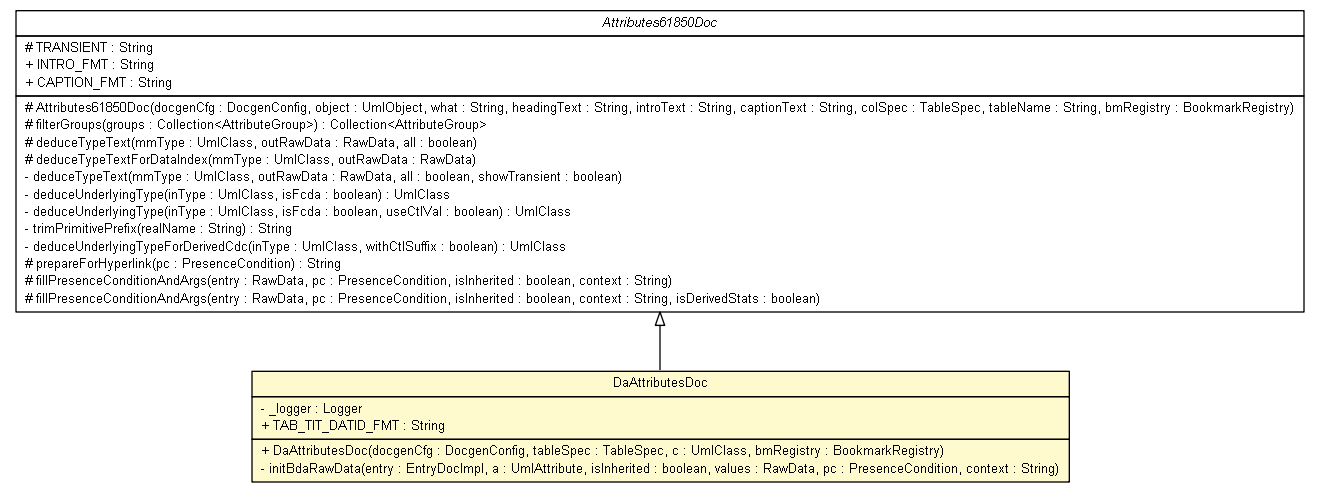 Attributes61850Doc
# TRANSIENT : String
+ INTRO_FMT : String
+ CAPTION_FMT : String
# Attributes61850Doc(docgenCfg : DocgenConfig, object : UmlObject, what : String, headingText : String, introText : String, captionText : String, colSpec : TableSpec, tableName : String, bmRegistry : BookmarkRegistry)
# filterGroups(groups : Collection<AttributeGroup>) : Collection<AttributeGroup>
# deduceTypeText(mmType : UmlClass, outRawData : RawData, all : boolean)
# deduceTypeTextForDataIndex(mmType : UmlClass, outRawData : RawData)
- deduceTypeText(mmType : UmlClass, outRawData : RawData, all : boolean, showTransient : boolean)
- deduceUnderlyingType(inType : UmlClass, isFcda : boolean) : UmlClass
- deduceUnderlyingType(inType : UmlClass, isFcda : boolean, useCtlVal : boolean) : UmlClass
- trimPrimitivePrefix(realName : String) : String
- deduceUnderlyingTypeForDerivedCdc(inType : UmlClass, withCtlSuffix : boolean) : UmlClass
# prepareForHyperlink(pc : PresenceCondition) : String
# fillPresenceConditionAndArgs(entry : RawData, pc : PresenceCondition, isInherited : boolean, context : String)
# fillPresenceConditionAndArgs(entry : RawData, pc : PresenceCondition, isInherited : boolean, context : String, isDerivedStats : boolean)
DaAttributesDoc
- _logger : Logger
+ TAB_TIT_DATID_FMT : String
+ DaAttributesDoc(docgenCfg : DocgenConfig, tableSpec : TableSpec, c : UmlClass, bmRegistry : BookmarkRegistry)
- initBdaRawData(entry : EntryDocImpl, a : UmlAttribute, isInherited : boolean, values : RawData, pc : PresenceCondition, context : String)